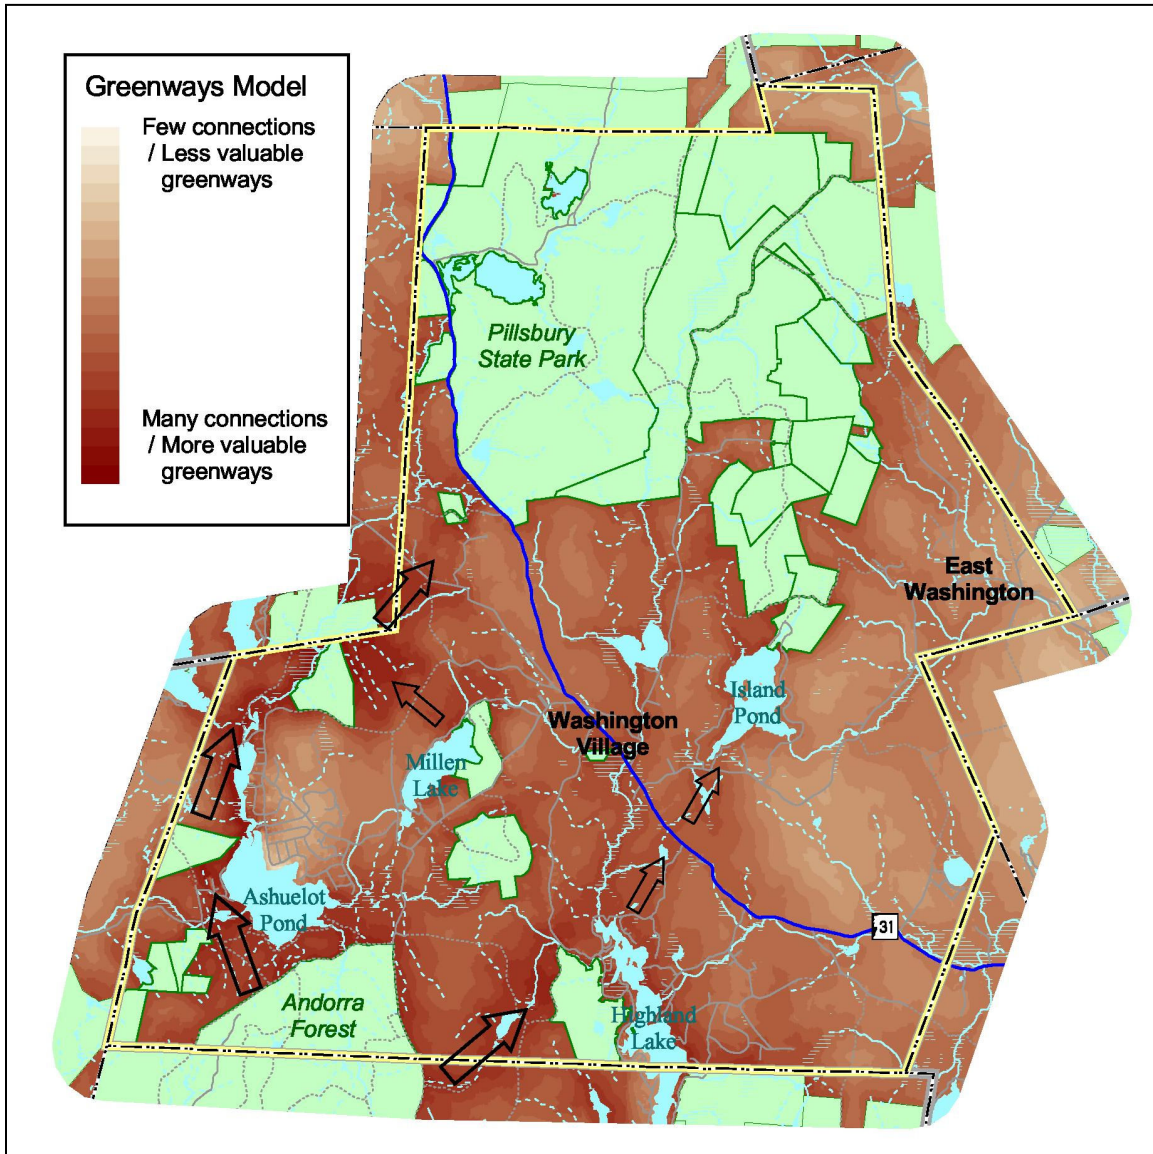 Greenways Model
Few connections
/ Less valuable
greenways
Many connections
/ More valuable
greenways
Pillsbury
State Park
East
Washington
Island
Pond
Washington
Village
Millen
Lake
Ashuelot
Pond
31
Andorra
Forest
Highland
Lake